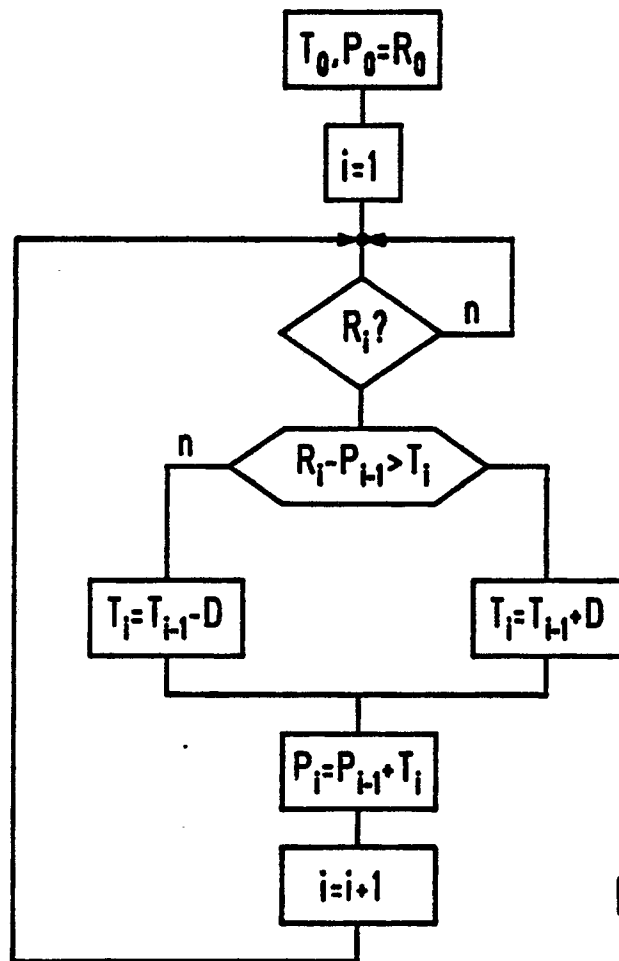 T₀, P₀=R₀
i=1
Rᵢ?
n
n
Rᵢ-Pᵢ₋₁>Tᵢ
Tᵢ=Tᵢ₋₁-D
Tᵢ=Tᵢ₋₁+D
Pᵢ=Pᵢ₋₁+Tᵢ
i=i+1